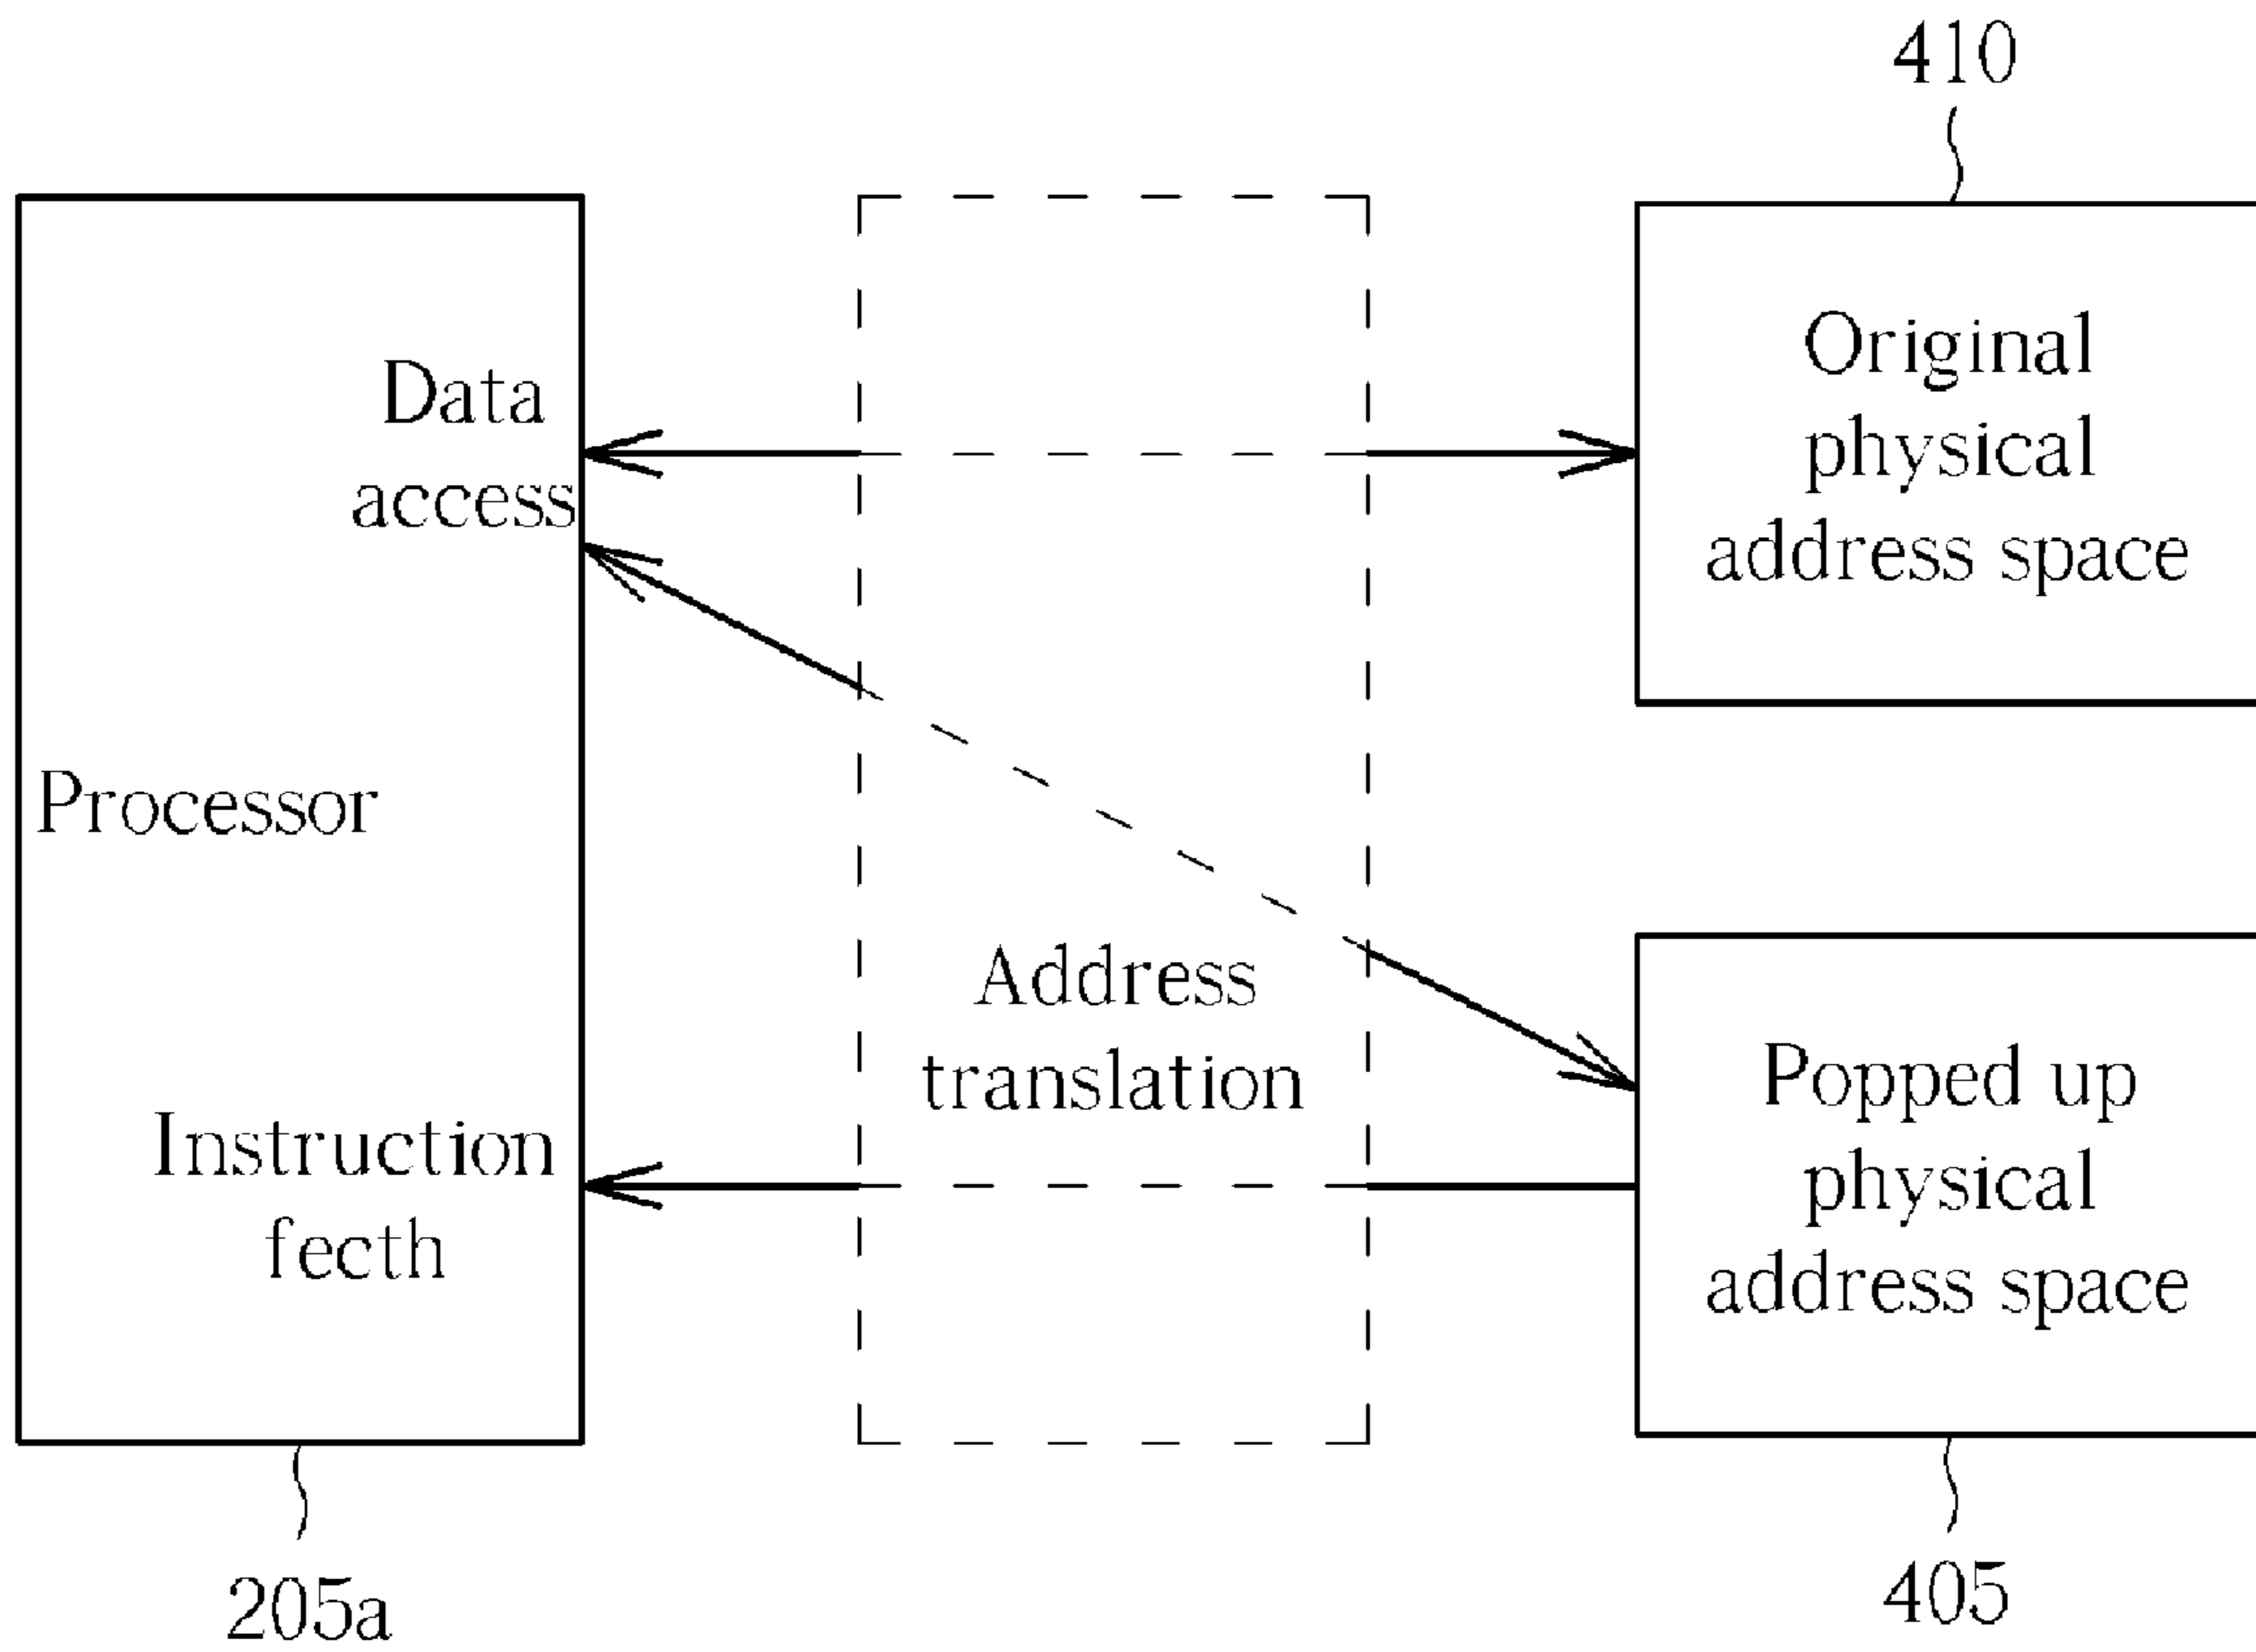 410
Data
access
Original
physical
address space
Processor
Address
translation
Instruction
fecth
Popped up
physical
address space
205a
405